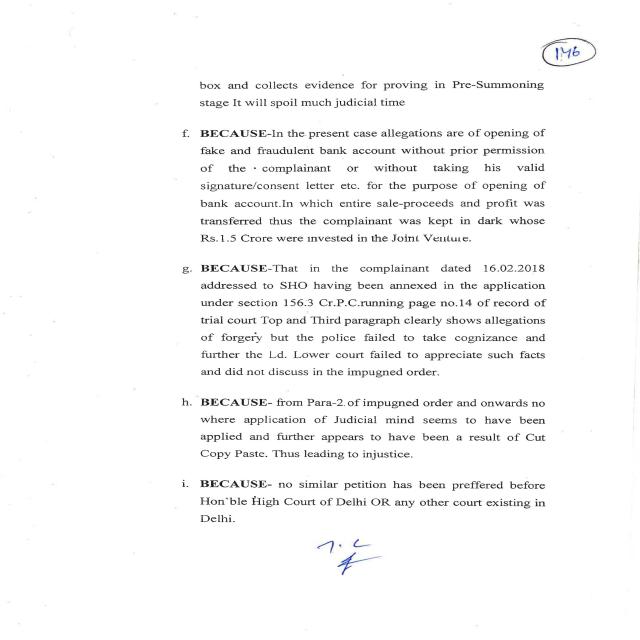 146
box and collects evidence for proving in Pre-Summoning
stage It will spoil much judicial time
f. BECAUSE-In the present case allegations are of opening of
fake and fraudulent bank account without prior permission
of the complainant or without taking his valid
signature/consent letter etc. for the purpose of opening of
bank account.In which entire sale-proceeds and profit was
transferred thus the complainant was kept in dark whose
Rs.1.5 Crore were invested in the Joint Venture.
g. BECAUSE-That in the complainant dated 16.02.2018
addressed to SHO having been annexed in the application
under section 156.3 Cr.P.C.running page no.14 of record of
trial court Top and Third paragraph clearly shows allegations
of forgery but the police failed to take cognizance and
further the Ld. Lower court failed to appreciate such facts
and did not discuss in the impugned order.
h. BECAUSE- from Para-2 of impugned order and onwards no
where application of Judicial mind seems to have been
applied and further appears to have been a result of Cut
Copy Paste. Thus leading to injustice.
i. BECAUSE- no similar petition has been preffered before
Hon'ble High Court of Delhi OR any other court existing in
Delhi.